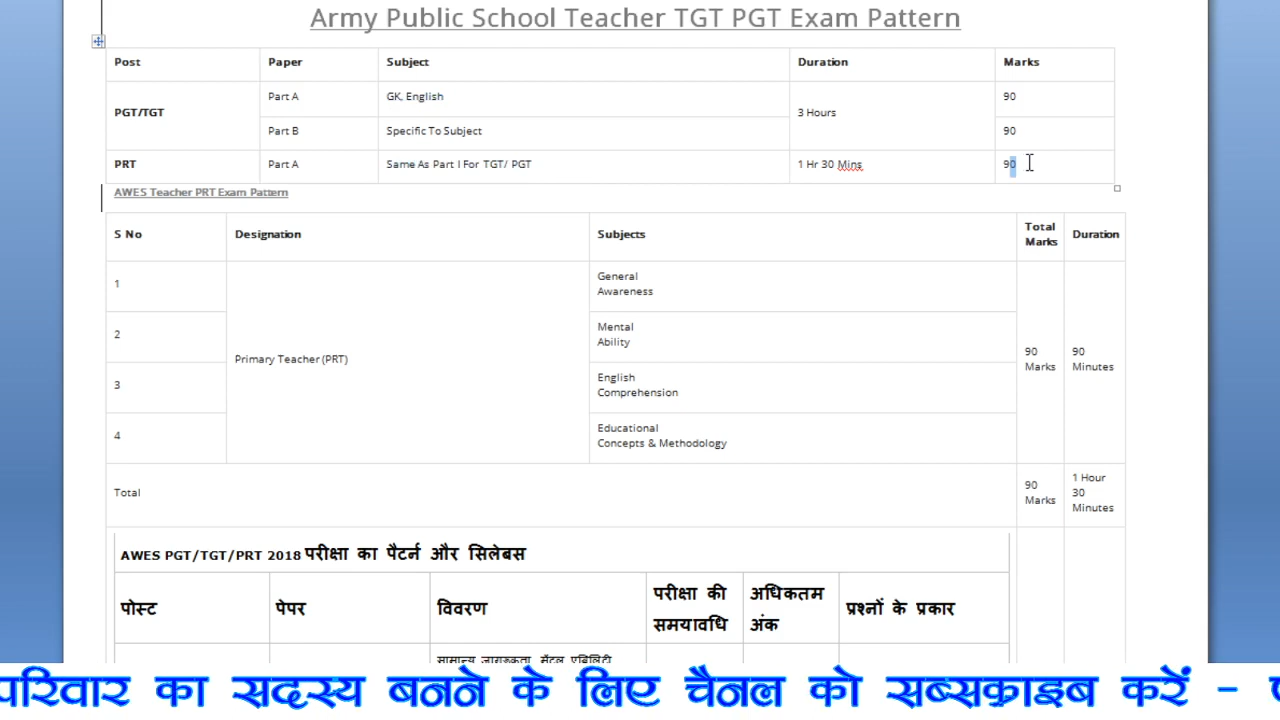 Army Public School Teacher TGT PGT Exam Pattern
Post Paper Subject Duration Marks
PGT/TGT Part A GK, English 3 Hours 90
Part B Specific To Subject 90
PRT Part A Same As Part I For TGT/ PGT 1 Hr 30 Mins 90
AWES Teacher PRT Exam Pattern
S No Designation Subjects Total Marks Duration
1 Primary Teacher (PRT) General Awareness 90 Marks 90 Minutes
2 Mental Ability
3 English Comprehension
4 Educational Concepts & Methodology
Total 90 Marks 1 Hour 30 Minutes
AWES PGT/TGT/PRT 2018 परीक्षा का पैटर्न और सिलेबस
पोस्ट पेपर विवरण परीक्षा की समयावधि अधिकतम अंक प्रश्नों के प्रकार
सामान्य जागरूकता, मेंटल एबिलिटी
परिवार का सदस्य बनने के लिए चैनल को सब्सक्राइब करें -